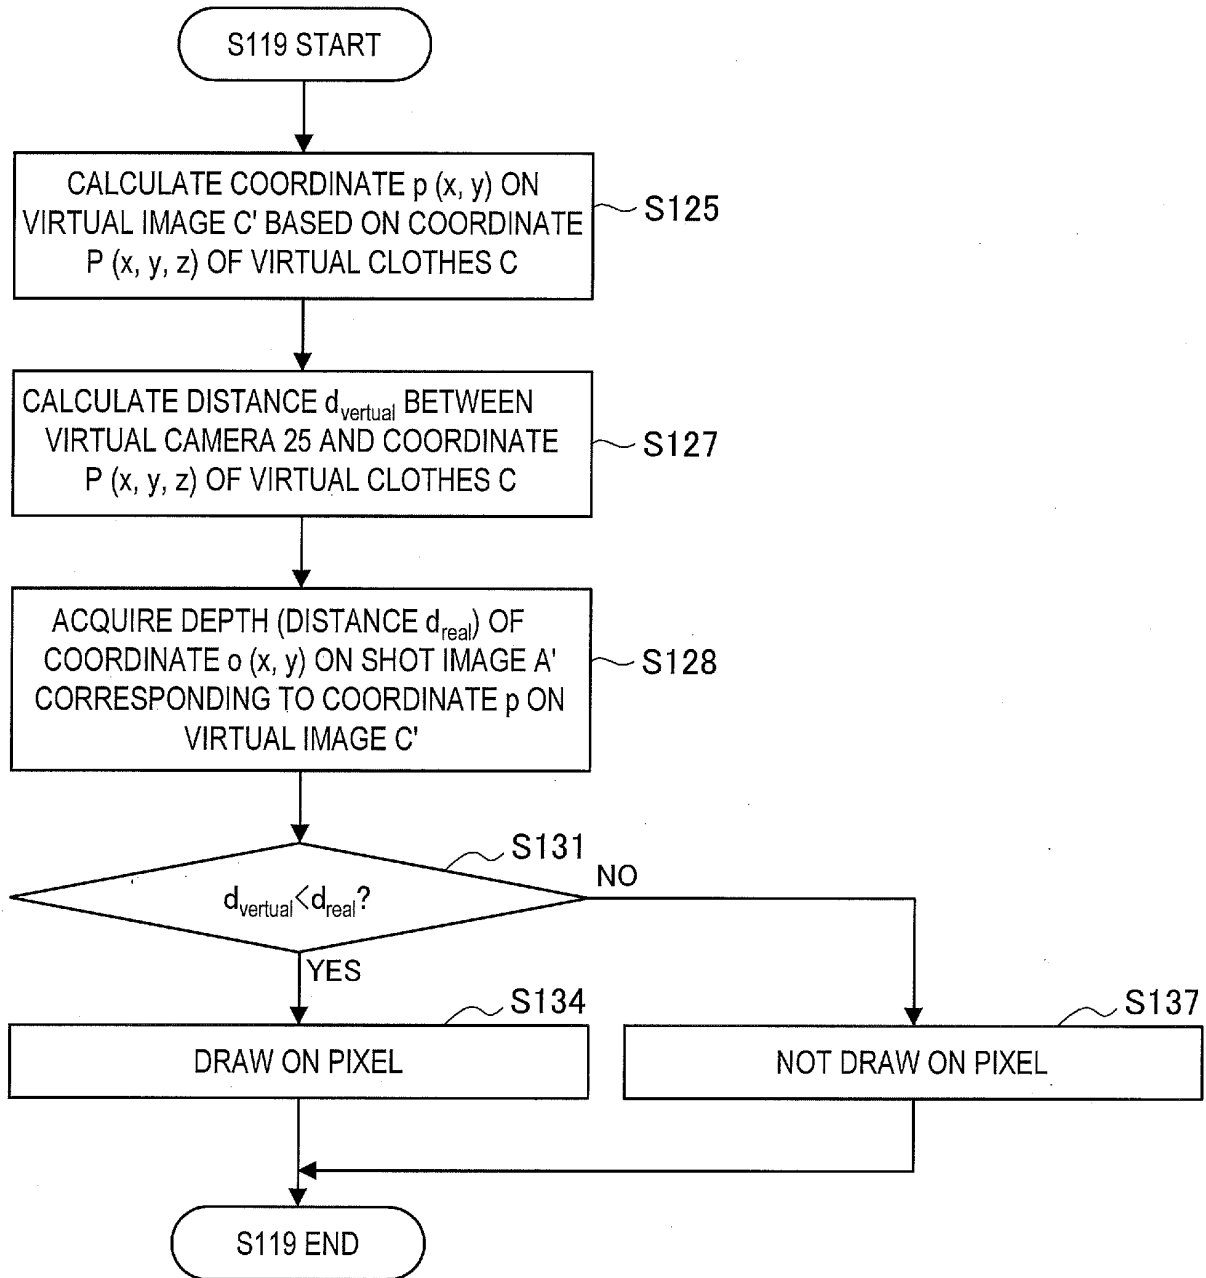 S119 START
CALCULATE COORDINATE p (x, y) ON
VIRTUAL IMAGE C' BASED ON COORDINATE
P (x, y, z) OF VIRTUAL CLOTHES C
S125
CALCULATE DISTANCE dvertual BETWEEN
VIRTUAL CAMERA 25 AND COORDINATE
P (x, y, z) OF VIRTUAL CLOTHES C
S127
ACQUIRE DEPTH (DISTANCE dreal) OF
COORDINATE o (x, y) ON SHOT IMAGE A'
CORRESPONDING TO COORDINATE p ON
VIRTUAL IMAGE C'
S128
S131
dvertual<dreal?
NO
YES
S134
DRAW ON PIXEL
S137
NOT DRAW ON PIXEL
S119 END